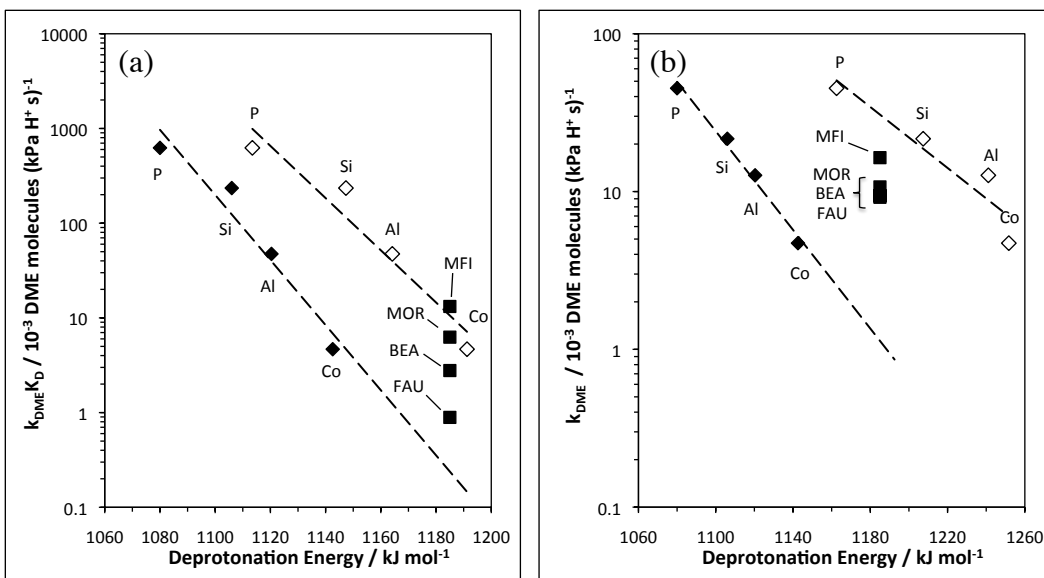 (a)
10000
1000
100
10
1
0.1
k_DME K_D / 10⁻³ DME molecules (kPa H⁺ s)⁻¹
P
P
Si
Si
Al
Al
MFI
MOR
Co
BEA
Co
FAU
1060 1080 1100 1120 1140 1160 1180 1200
Deprotonation Energy / kJ mol⁻¹
(b)
100
10
1
0.1
k_DME / 10⁻³ DME molecules (kPa H⁺ s)⁻¹
P
P
Si
MFI
Si
Al
MOR
BEA
Al
FAU
Co
Co
1060 1100 1140 1180 1220 1260
Deprotonation Energy / kJ mol⁻¹